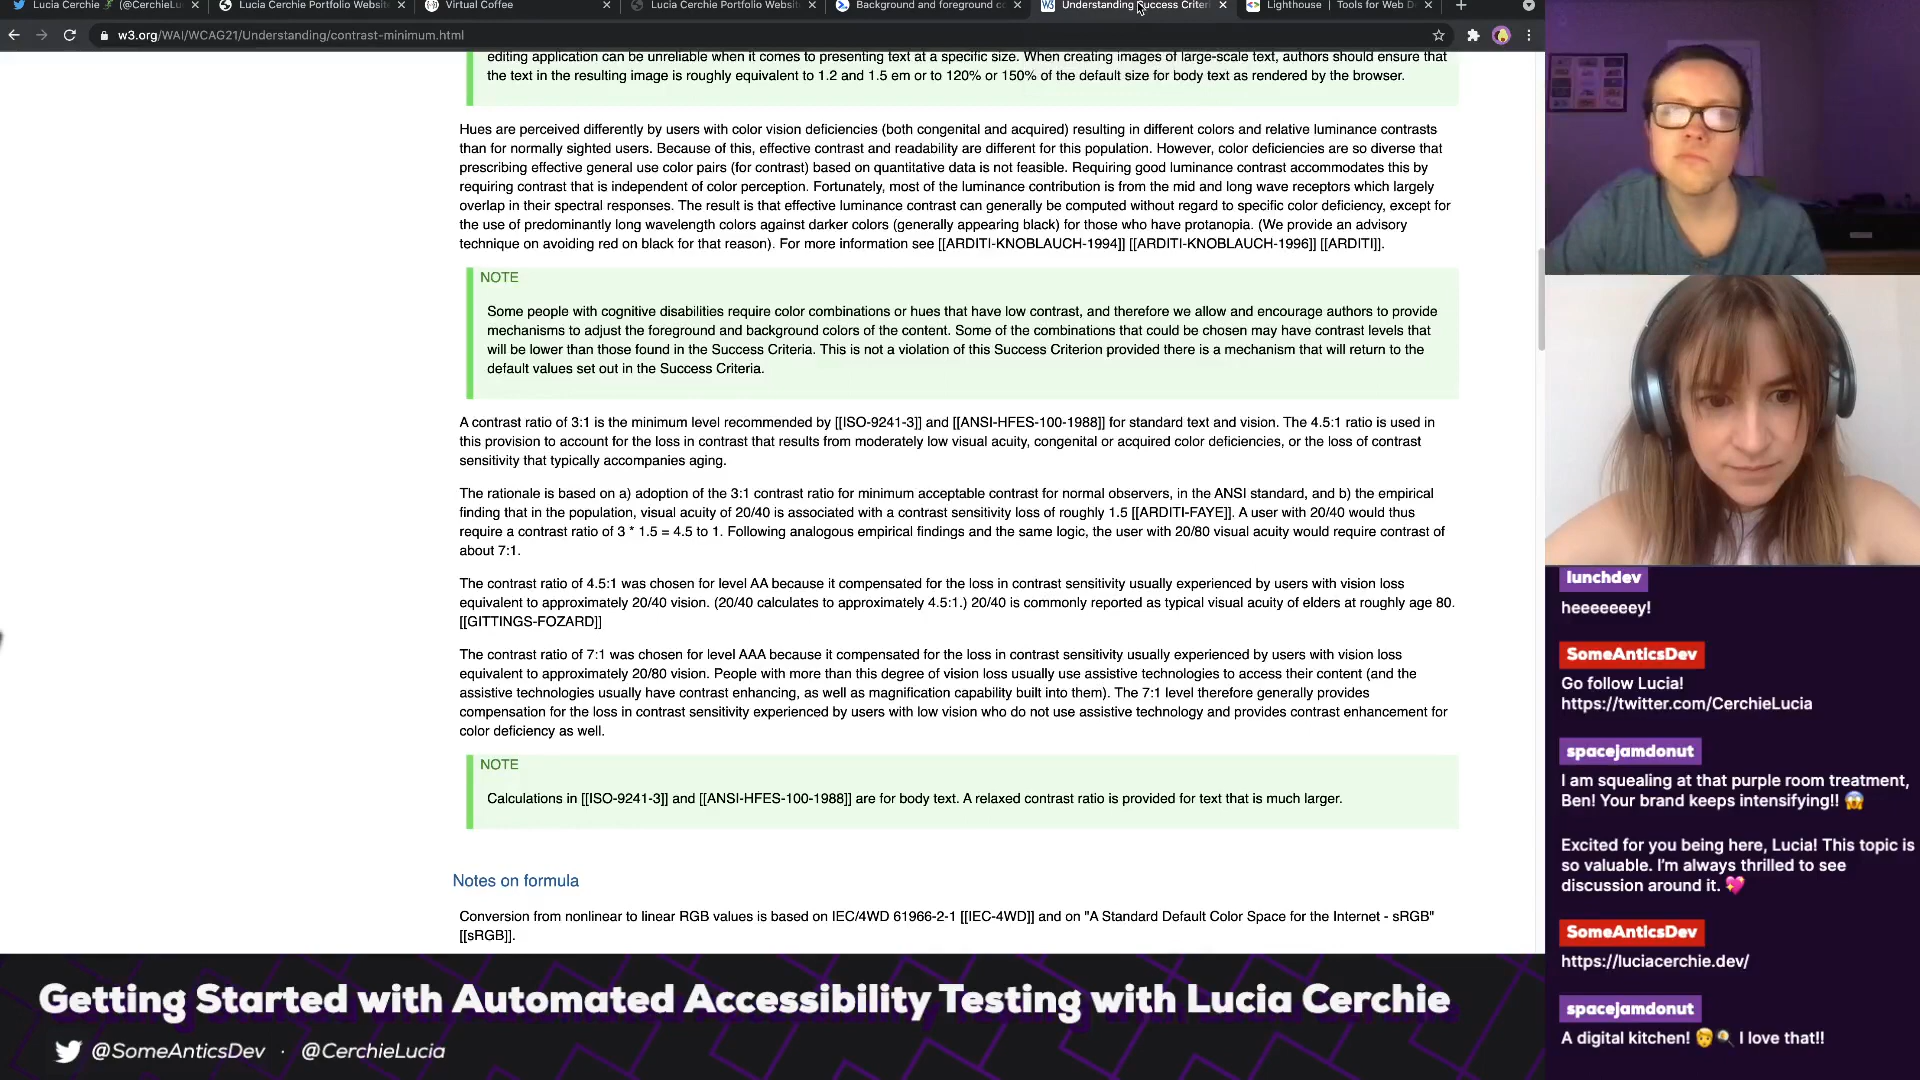 Lucia Cerchie (@CerchieLu
Lucia Cerchie Portfolio Website
Virtual Coffee
Lucia Cerchie Portfolio Website
Background and foreground co
Understanding Success Criteri
Lighthouse | Tools for Web D
w3.org/WAI/WCAG21/Understanding/contrast-minimum.html
editing application can be unreliable when it comes to presenting text at a specific size. When creating images of large-scale text, authors should ensure that
the text in the resulting image is roughly equivalent to 1.2 and 1.5 em or to 120% or 150% of the default size for body text as rendered by the browser.
Hues are perceived differently by users with color vision deficiencies (both congenital and acquired) resulting in different colors and relative luminance contrasts
than for normally sighted users. Because of this, effective contrast and readability are different for this population. However, color deficiencies are so diverse that
prescribing effective general use color pairs (for contrast) based on quantitative data is not feasible. Requiring good luminance contrast accommodates this by
requiring contrast that is independent of color perception. Fortunately, most of the luminance contribution is from the mid and long wave receptors which largely
overlap in their spectral responses. The result is that effective luminance contrast can generally be computed without regard to specific color deficiency, except for
the use of predominantly long wavelength colors against darker colors (generally appearing black) for those who have protanopia. (We provide an advisory
technique on avoiding red on black for that reason). For more information see [[ARDITI-KNOBLAUCH-1994]] [[ARDITI-KNOBLAUCH-1996]] [[ARDITI]].
NOTE
Some people with cognitive disabilities require color combinations or hues that have low contrast, and therefore we allow and encourage authors to provide
mechanisms to adjust the foreground and background colors of the content. Some of the combinations that could be chosen may have contrast levels that
will be lower than those found in the Success Criteria. This is not a violation of this Success Criterion provided there is a mechanism that will return to the
default values set out in the Success Criteria.
A contrast ratio of 3:1 is the minimum level recommended by [[ISO-9241-3]] and [[ANSI-HFES-100-1988]] for standard text and vision. The 4.5:1 ratio is used in
this provision to account for the loss in contrast that results from moderately low visual acuity, congenital or acquired color deficiencies, or the loss of contrast
sensitivity that typically accompanies aging.
The rationale is based on a) adoption of the 3:1 contrast ratio for minimum acceptable contrast for normal observers, in the ANSI standard, and b) the empirical
finding that in the population, visual acuity of 20/40 is associated with a contrast sensitivity loss of roughly 1.5 [[ARDITI-FAYE]]. A user with 20/40 would thus
require a contrast ratio of 3 * 1.5 = 4.5 to 1. Following analogous empirical findings and the same logic, the user with 20/80 visual acuity would require contrast of
about 7:1.
The contrast ratio of 4.5:1 was chosen for level AA because it compensated for the loss in contrast sensitivity usually experienced by users with vision loss
equivalent to approximately 20/40 vision. (20/40 calculates to approximately 4.5:1.) 20/40 is commonly reported as typical visual acuity of elders at roughly age 80.
[[GITTINGS-FOZARD]]
The contrast ratio of 7:1 was chosen for level AAA because it compensated for the loss in contrast sensitivity usually experienced by users with vision loss
equivalent to approximately 20/80 vision. People with more than this degree of vision loss usually use assistive technologies to access their content (and the
assistive technologies usually have contrast enhancing, as well as magnification capability built into them). The 7:1 level therefore generally provides
compensation for the loss in contrast sensitivity experienced by users with low vision who do not use assistive technology and provides contrast enhancement for
color deficiency as well.
NOTE
Calculations in [[ISO-9241-3]] and [[ANSI-HFES-100-1988]] are for body text. A relaxed contrast ratio is provided for text that is much larger.
Notes on formula
Conversion from nonlinear to linear RGB values is based on IEC/4WD 61966-2-1 [[IEC-4WD]] and on "A Standard Default Color Space for the Internet - sRGB"
[[sRGB]].
lunchdev
heeeeeeey!
SomeAnticsDev
Go follow Lucia!
https://twitter.com/CerchieLucia
spacejamdonut
I am squealing at that purple room treatment,
Ben! Your brand keeps intensifying!! 😱
Excited for you being here, Lucia! This topic is
so valuable. I'm always thrilled to see
discussion around it. 💖
SomeAnticsDev
https://luciacerchie.dev/
spacejamdonut
A digital kitchen! I love that!!
Getting Started with Automated Accessibility Testing with Lucia Cerchie
@SomeAnticsDev · @CerchieLucia